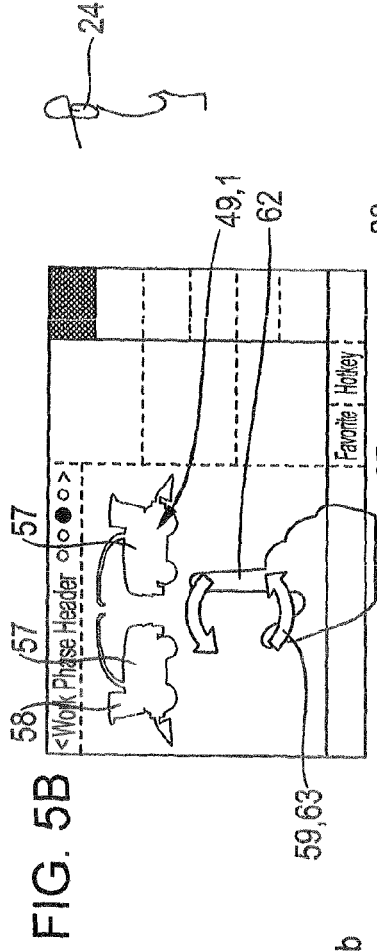 FIG. 5B
24
58
57
57
<Work Phase Header ○○●○>
49,1
62
59,63
Favorite
Hotkey
b